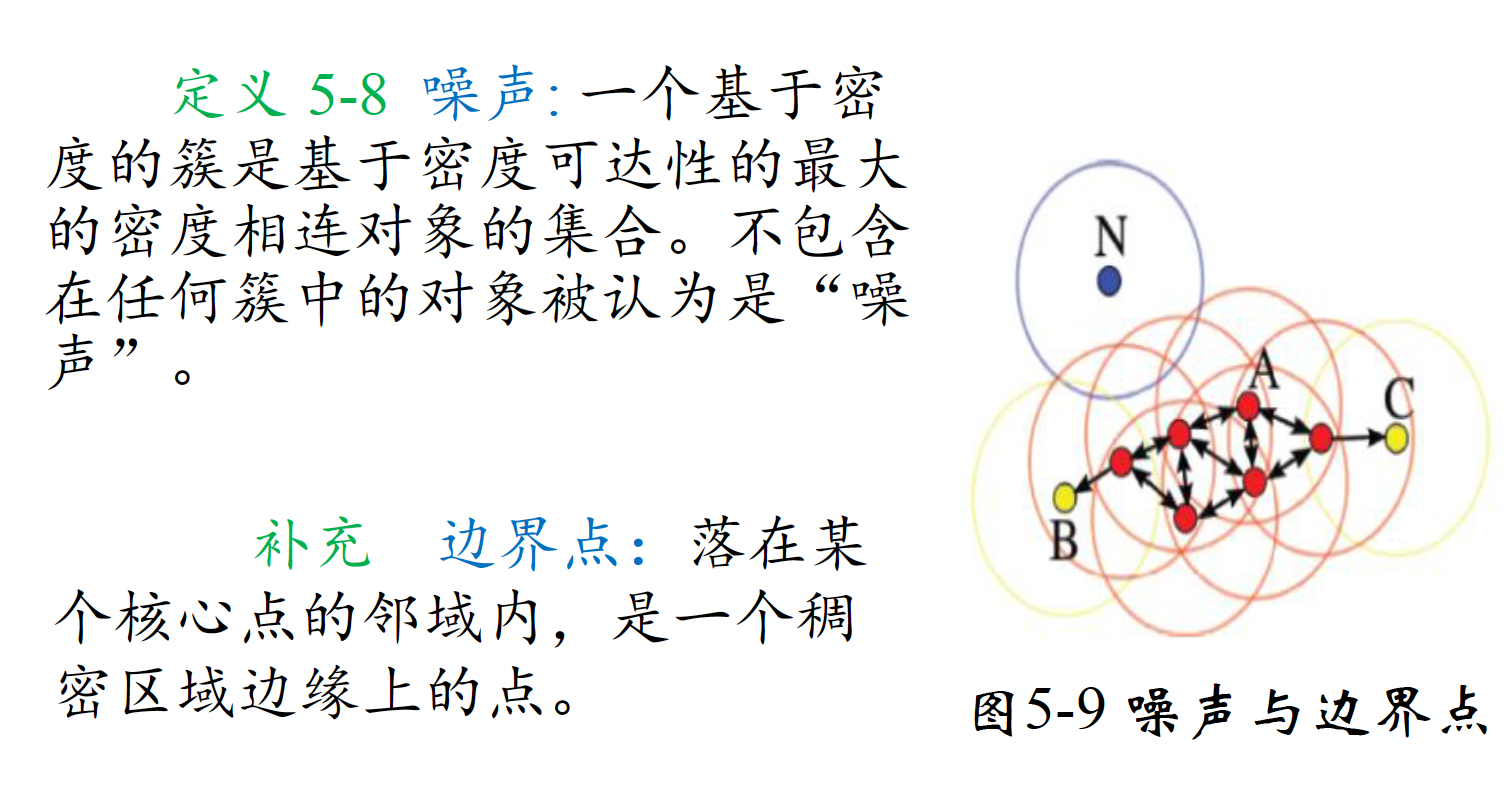 定义 5-8 噪声: 一个基于密
度的簇是基于密度可达性的最大
的密度相连对象的集合。不包含
在任何簇中的对象被认为是“噪
声”。
补充 边界点：落在某
个核心点的邻域内，是一个稠
密区域边缘上的点。
N
A
C
B
图5-9 噪声与边界点